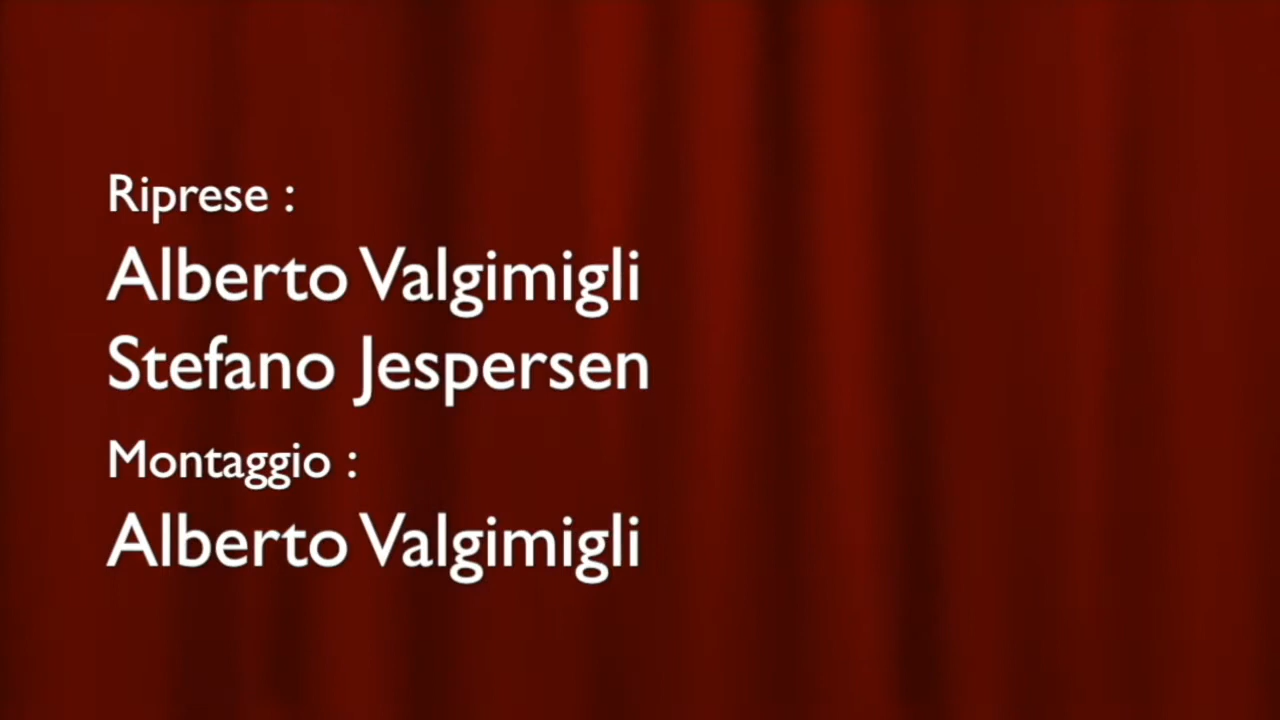 Riprese :
Alberto Valgimigli
Stefano Jespersen
Montaggio :
Alberto Valgimigli